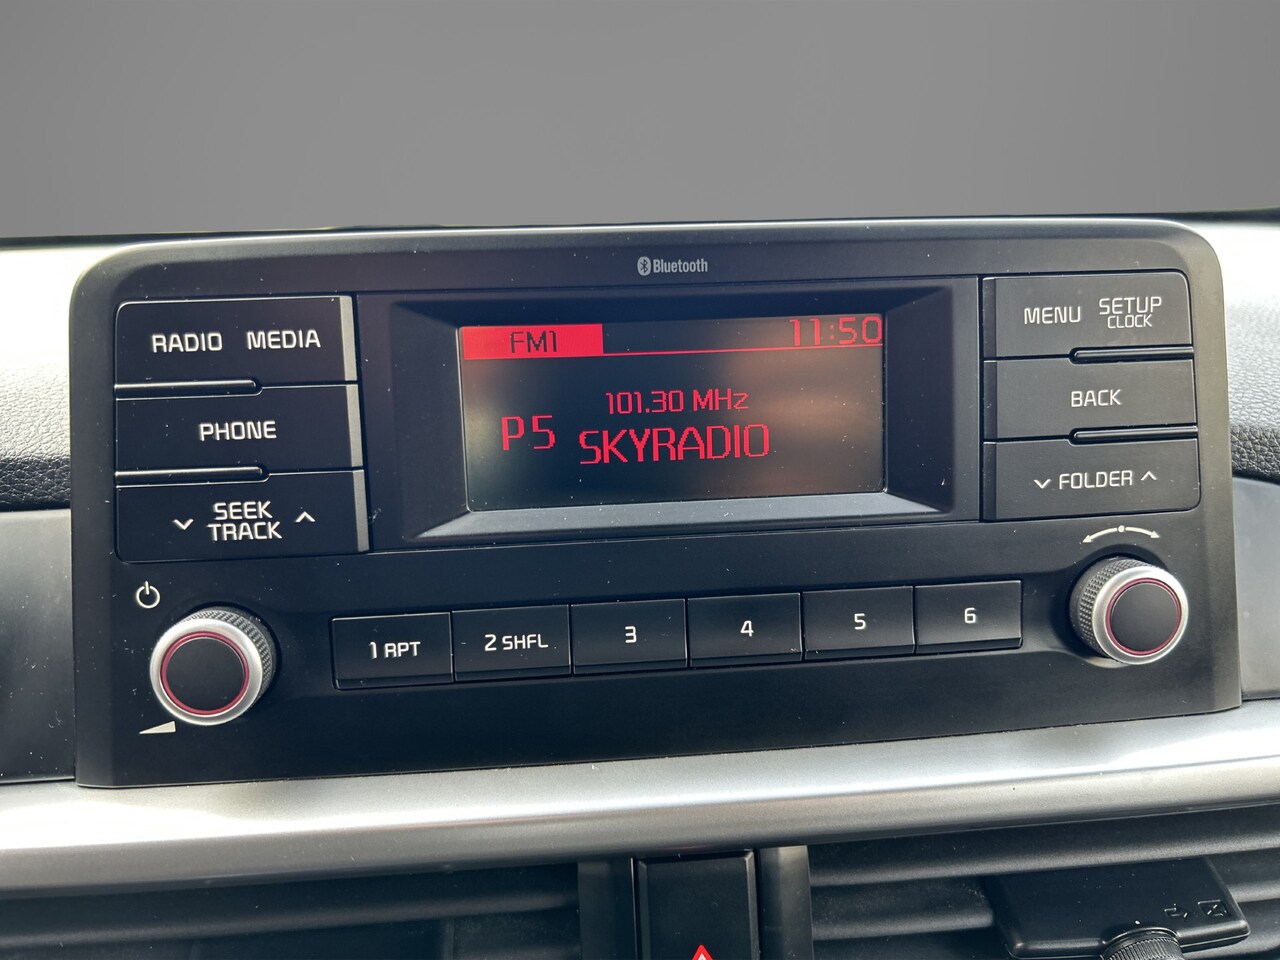 Bluetooth
RADIO MEDIA
PHONE
SEEK
TRACK
FM1 11:50
101.30 MHz
P5 SKYRADIO
MENU SETUP
CLOCK
BACK
FOLDER
1 RPT 2 SHFL 3 4 5 6